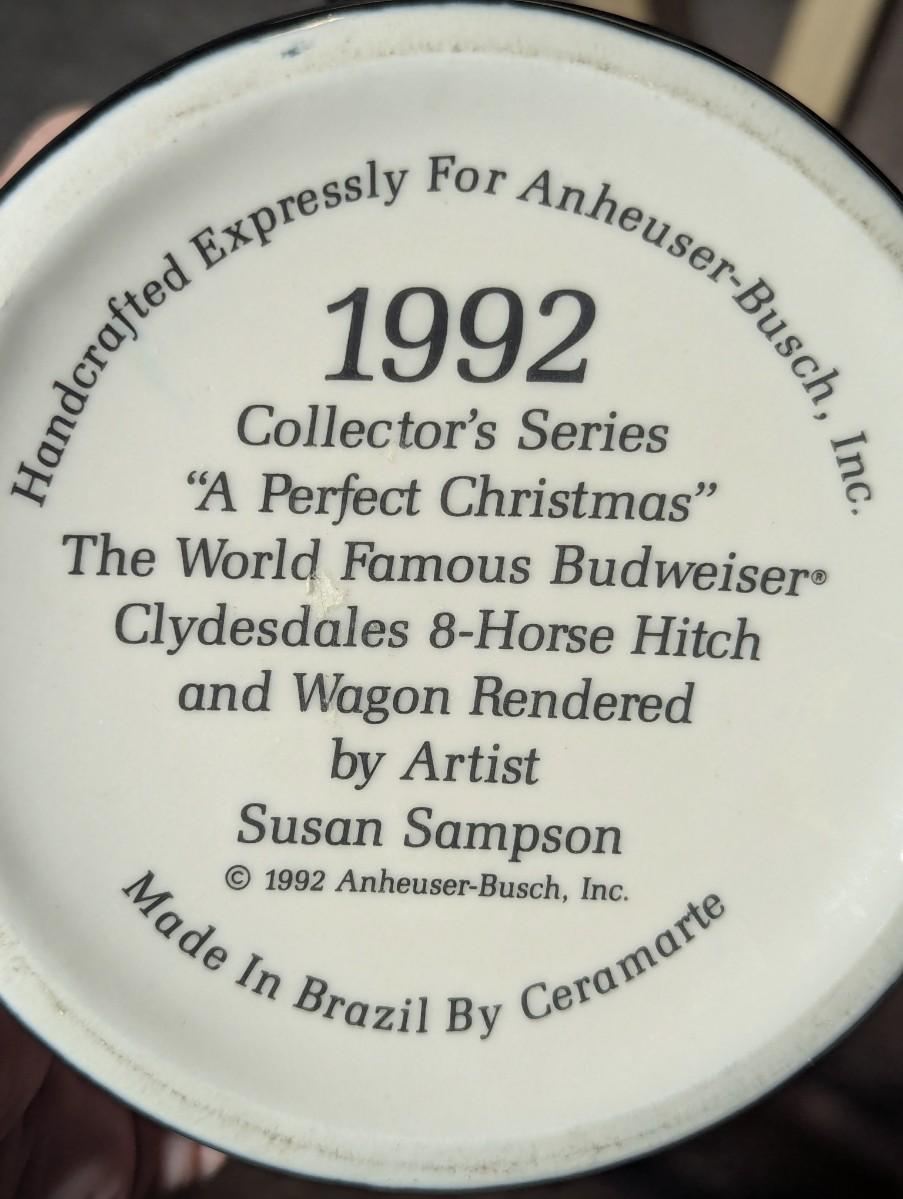 Handcrafted Expressly For Anheuser-Busch, Inc.
1992
Collector's Series
“A Perfect Christmas”
The World Famous Budweiser®
Clydesdales 8-Horse Hitch
and Wagon Rendered
by Artist
Susan Sampson
© 1992 Anheuser-Busch, Inc.
Made In Brazil By Ceramarte